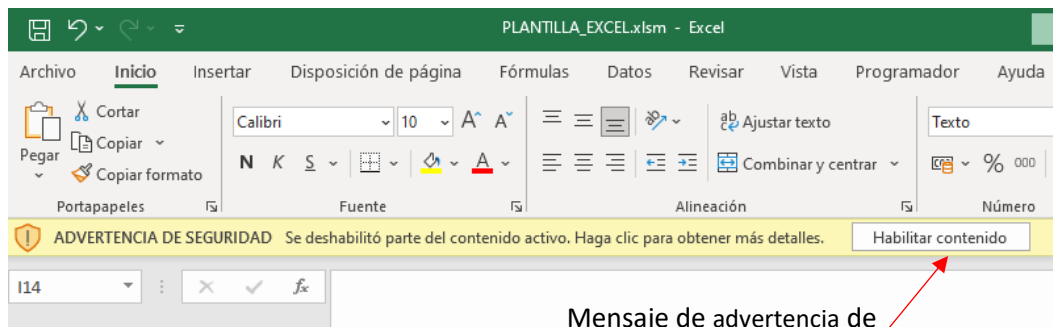 PLANTILLA_EXCEL.xlsm - Excel
Archivo Inicio Insertar Disposición de página Fórmulas Datos Revisar Vista Programador Ayuda
Cortar
Copiar
Copiar formato
Pegar
Calibri 10 A^ A˅
N K S A
ab Ajustar texto
Combinar y centrar
Texto
% 000
Portapapeles Fuente Alineación Número
ADVERTENCIA DE SEGURIDAD Se deshabilitó parte del contenido activo. Haga clic para obtener más detalles. Habilitar contenido
I14 fx
Mensaje de advertencia de